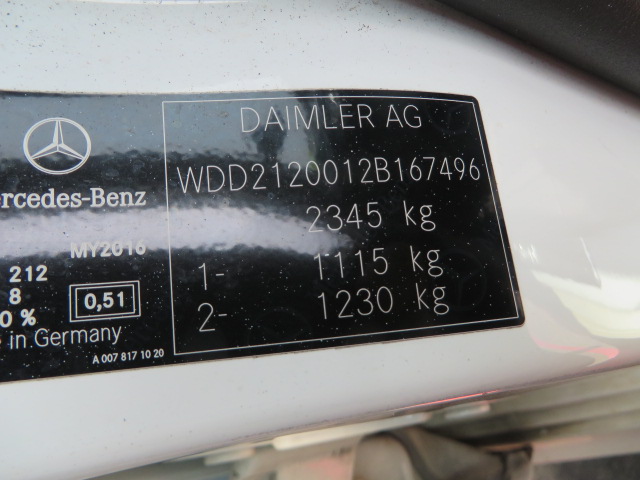 DAIMLER AG
WDD2120012B167496
2345 kg
1- 1115 kg
2- 1230 kg
rcedes-Benz
MY2016
212
8 0,51
0 %
in Germany
A 007 817 10 20